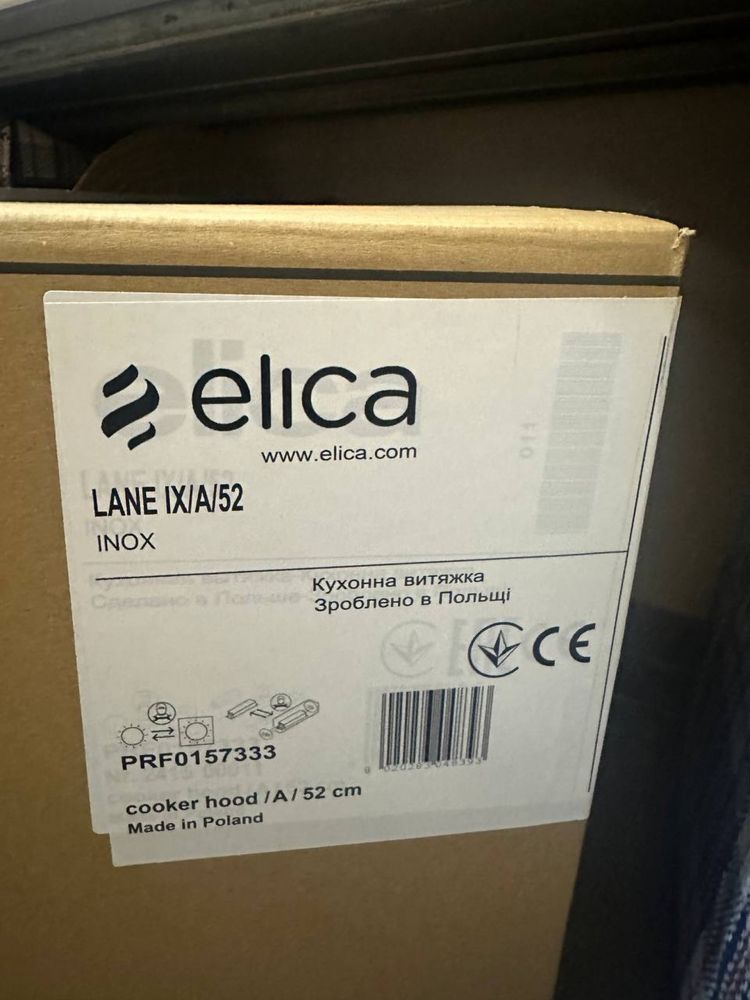 elica
www.elica.com
LANE IX/A/52
INOX
011
Кухонна витяжка
Зроблено в Польщі
CE
PRF0157333
cooker hood /A/ 52 cm
Made in Poland